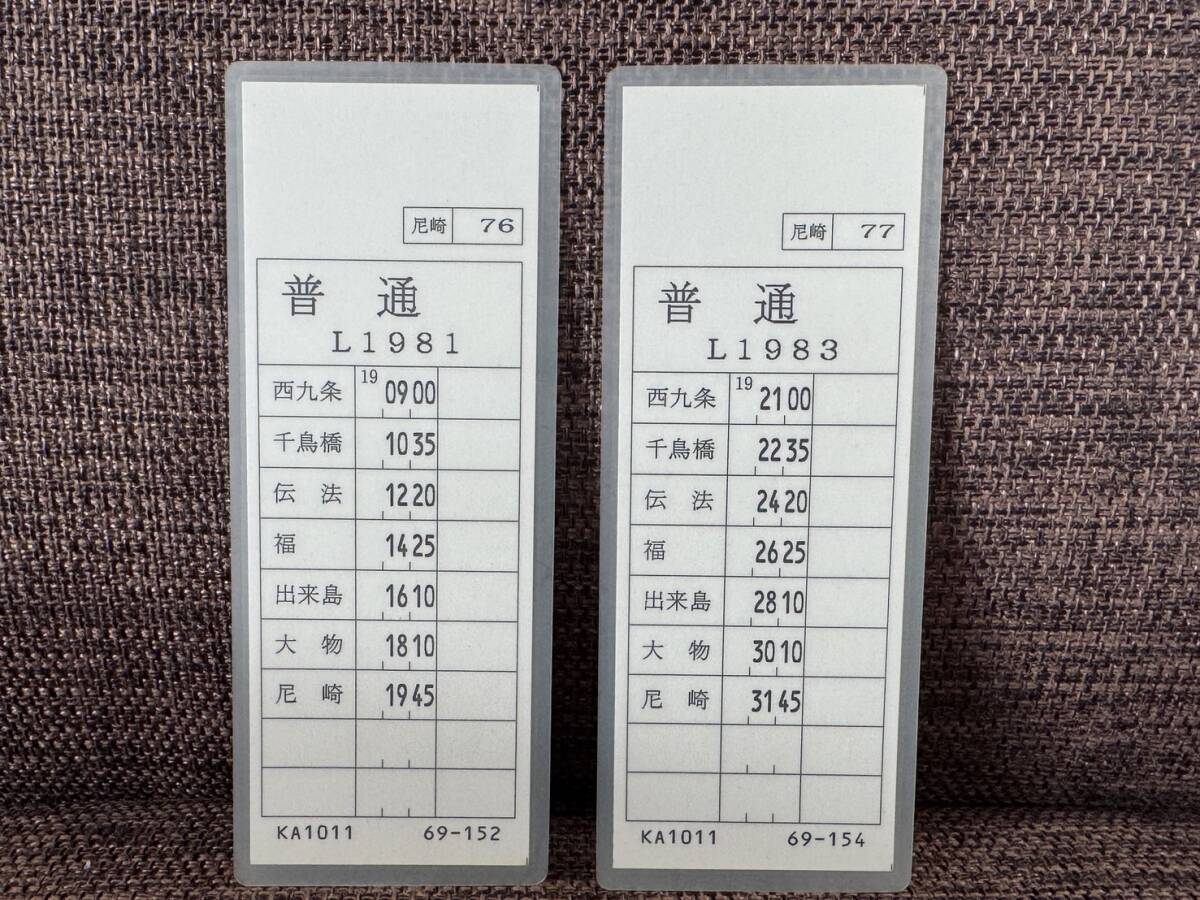 尼崎 76
普通
L1981
西九条 19 09 00
千鳥橋 10 35
伝法 12 20
福 14 25
出来島 16 10
大物 18 10
尼崎 19 45
KA1011 69-152
尼崎 77
普通
L1983
西九条 19 21 00
千鳥橋 22 35
伝法 24 20
福 26 25
出来島 28 10
大物 30 10
尼崎 31 45
KA1011 69-154